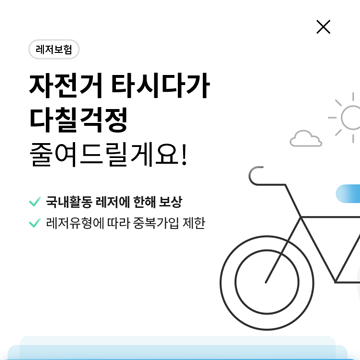 레저보험
자전거 타시다가
다칠걱정
줄여드릴게요!
국내활동 레저에 한해 보상
레저유형에 따라 중복가입 제한